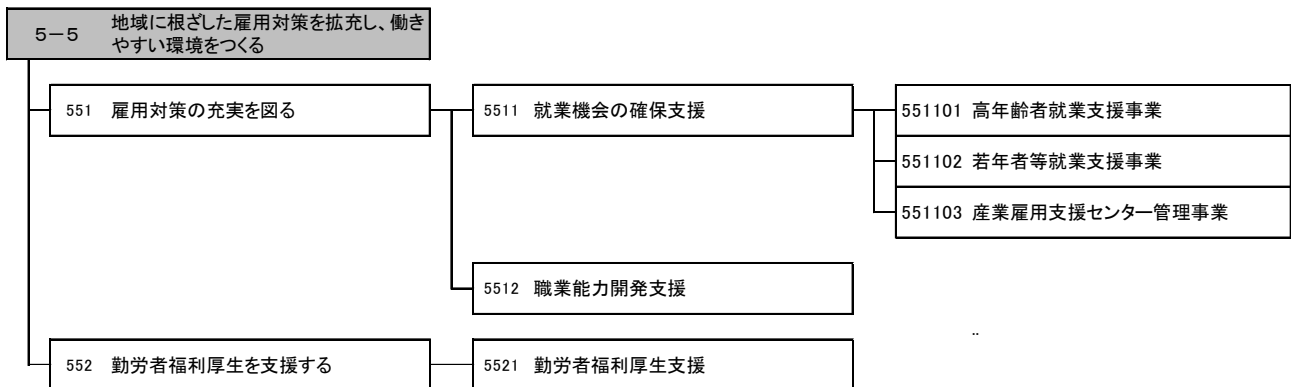 5-5 地域に根ざした雇用対策を拡充し、働き
やすい環境をつくる
551 雇用対策の充実を図る
5511 就業機会の確保支援
551101 高年齢者就業支援事業
551102 若年者等就業支援事業
551103 産業雇用支援センター管理事業
5512 職業能力開発支援
552 勤労者福利厚生を支援する
5521 勤労者福利厚生支援